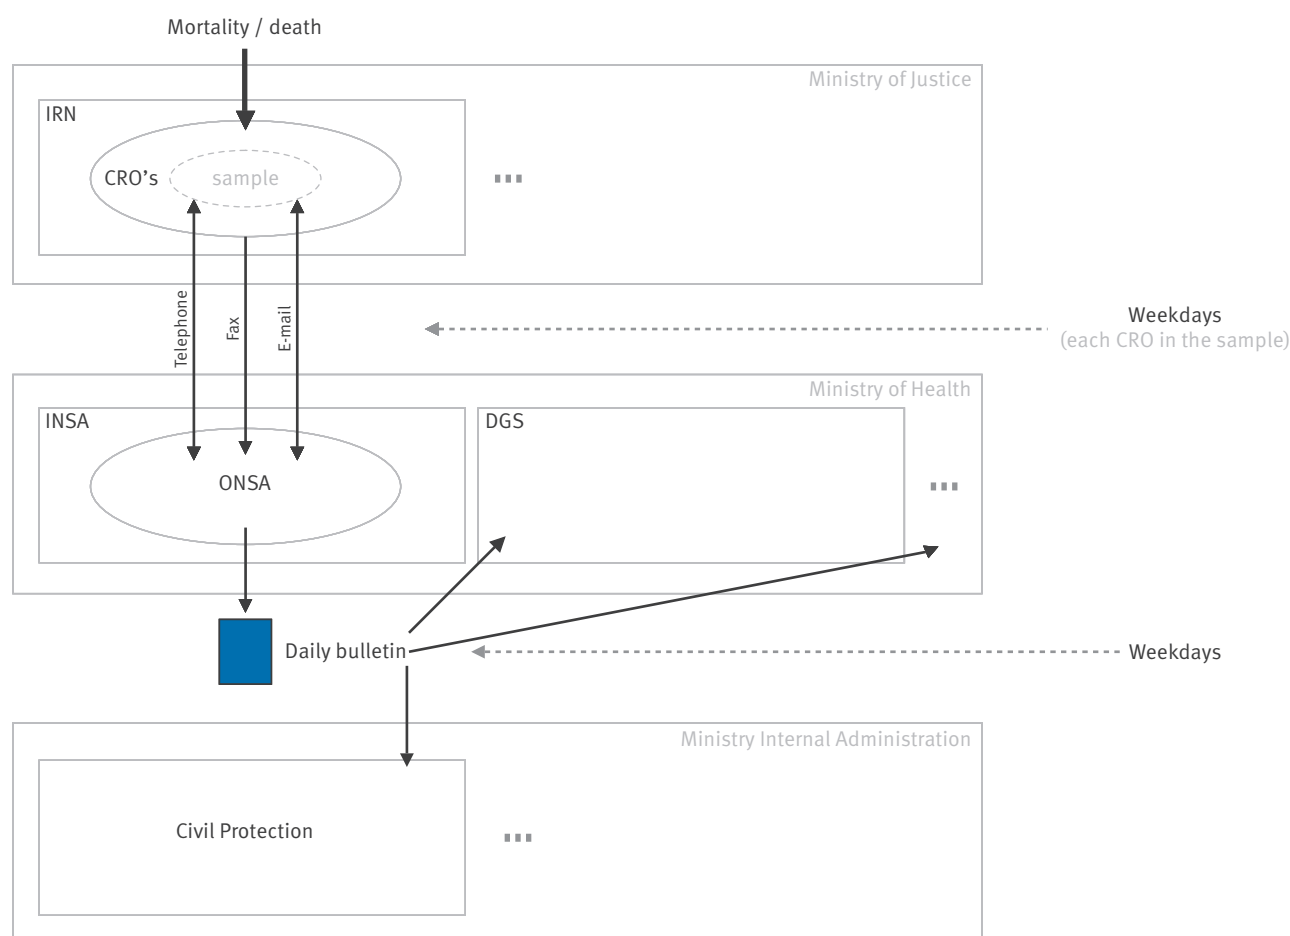 Mortality / death
Ministry of Justice
IRN
CRO's
sample
Telephone
Fax
E-mail
Weekdays
(each CRO in the sample)
Ministry of Health
INSA
DGS
ONSA
Daily bulletin
Weekdays
Ministry Internal Administration
Civil Protection